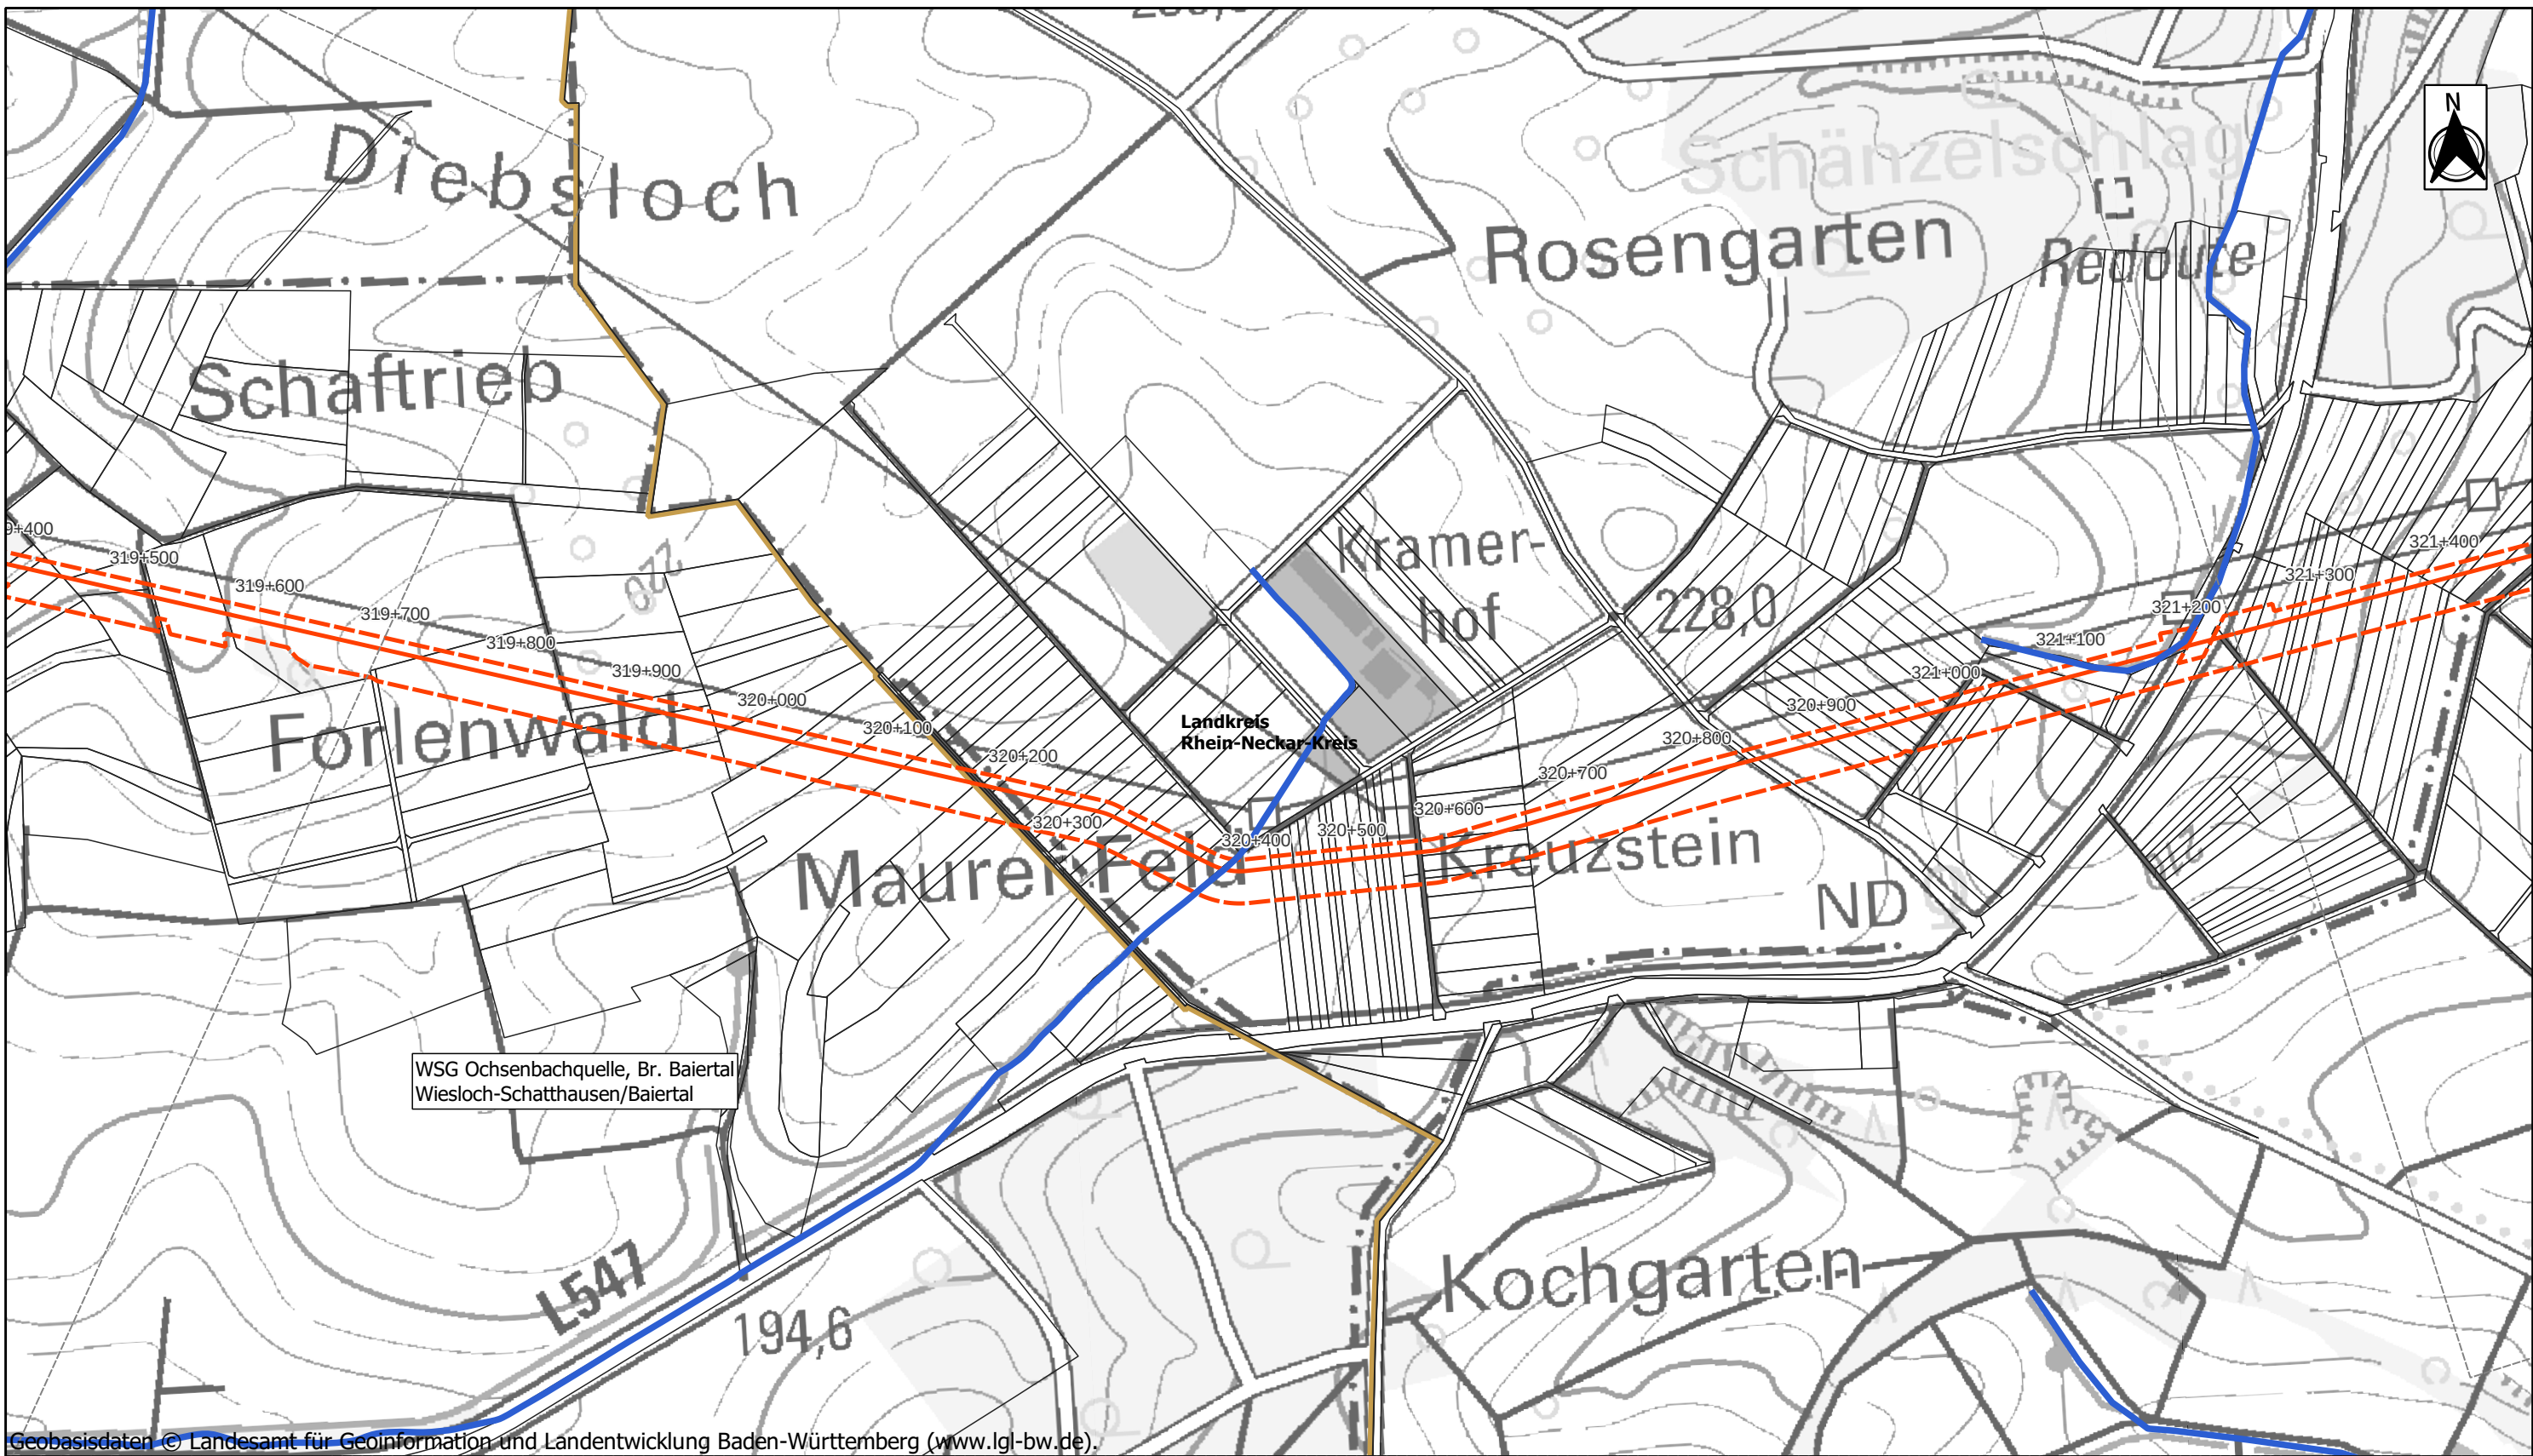 N
Diebsloch
Schänzelschlag
Rosengarten
Redoute
Schaftrieb
Kramer-
hof
228,0
220
319+500
319+600
319+700
319+800
319+900
320+000
320+100
320+200
320+300
320+400
320+500
320+600
320+700
320+800
320+900
321+000
321+100
321+200
321+300
321+400
Forlenwald
Landkreis
Rhein-Neckar-Kreis
Mauren Feld
Kreuzstein
ND
WSG Ochsenbachquelle, Br. Baiertal
Wiesloch-Schatthausen/Baiertal
L547
194,6
Kochgarten
Geobasisdaten © Landesamt für Geoinformation und Landentwicklung Baden-Württemberg (www.lgl-bw.de).